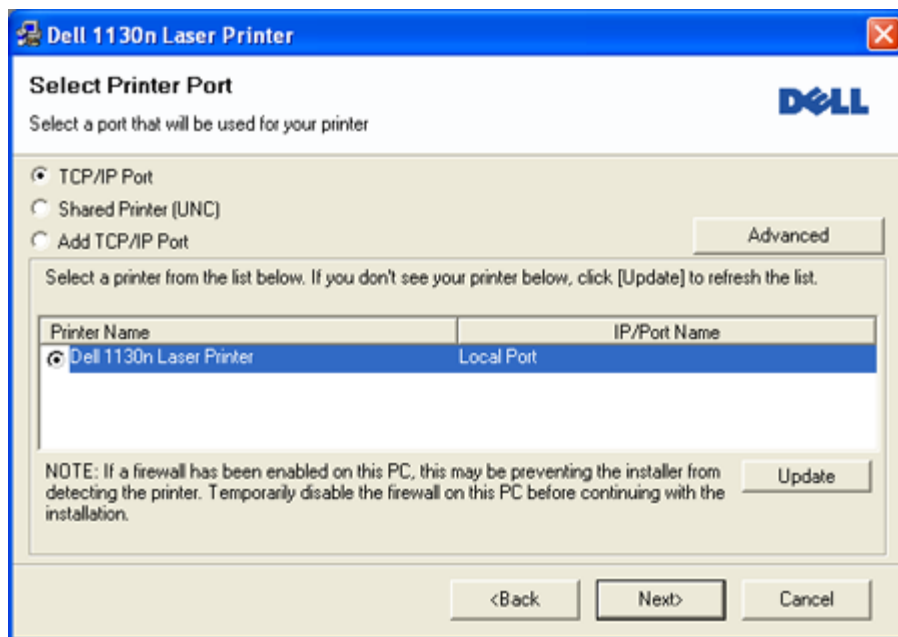 Dell 1130n Laser Printer
Select Printer Port
DELL
Select a port that will be used for your printer
TCP/IP Port
Shared Printer (UNC)
Add TCP/IP Port
Advanced
Select a printer from the list below. If you don't see your printer below, click [Update] to refresh the list.
Printer Name IP/Port Name
Dell 1130n Laser Printer Local Port
NOTE: If a firewall has been enabled on this PC, this may be preventing the installer from
detecting the printer. Temporarily disable the firewall on this PC before continuing with the
installation.
Update
<Back Next> Cancel